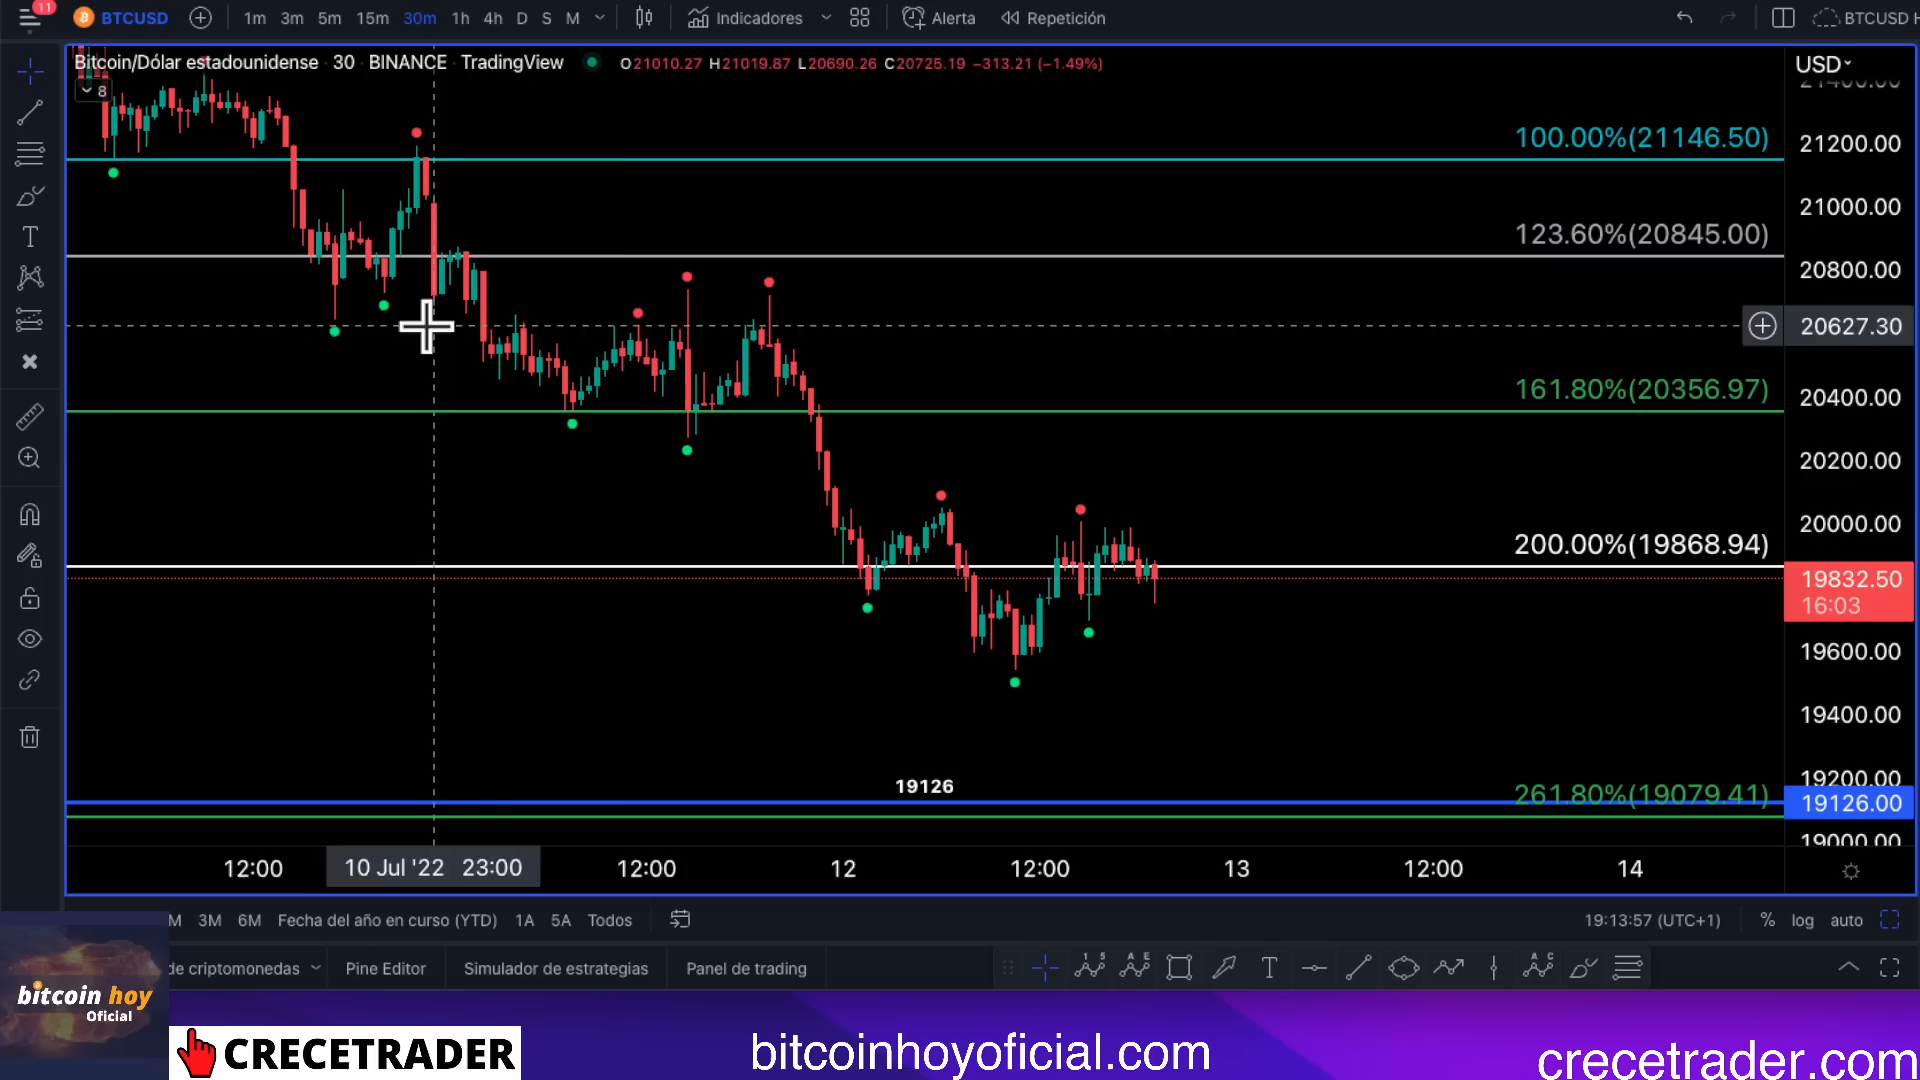 11
BTCUSD 1m 3m 5m 15m 30m 1h 4h D S M Indicadores Alerta Repetición BTCUSD H
Bitcoin/Dólar estadounidense 30 BINANCE TradingView O21010.27 H21019.87 L20690.26 C20725.19 −313.21 (−1.49%) USD
8
21400.00
100.00%(21146.50) 21200.00
21000.00
123.60%(20845.00)
20800.00
20627.30
161.80%(20356.97) 20400.00
20200.00
20000.00
200.00%(19868.94)
19832.50
16:03
19600.00
19400.00
19200.00
19126
261.80%(19079.41) 19126.00
19000.00
12:00 10 Jul '22 23:00 12:00 12 12:00 13 12:00 14
M 3M 6M Fecha del año en curso (YTD) 1A 5A Todos 19:13:57 (UTC+1) % log auto
de criptomonedas Pine Editor Simulador de estrategias Panel de trading
bitcoin hoy
Oficial
CRECETRADER
bitcoinhoyoficial.com
crecetrader.com